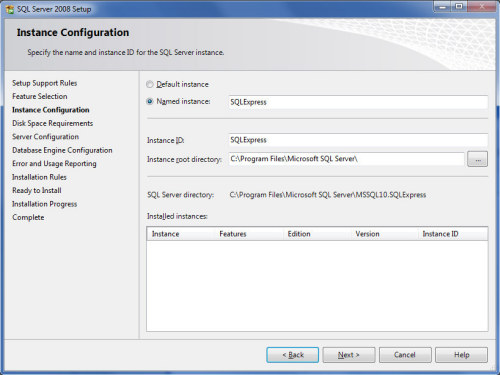 SQL Server 2008 Setup
Instance Configuration
Specify the name and instance ID for the SQL Server instance.
Setup Support Rules
Feature Selection
Instance Configuration
Disk Space Requirements
Server Configuration
Database Engine Configuration
Error and Usage Reporting
Installation Rules
Ready to Install
Installation Progress
Complete
Default instance
Named instance: SQLExpress
Instance ID: SQLExpress
Instance root directory: C:\Program Files\Microsoft SQL Server\ ...
SQL Server directory: C:\Program Files\Microsoft SQL Server\MSSQL10.SQLExpress
Installed instances:
Instance Features Edition Version Instance ID
< Back Next > Cancel Help